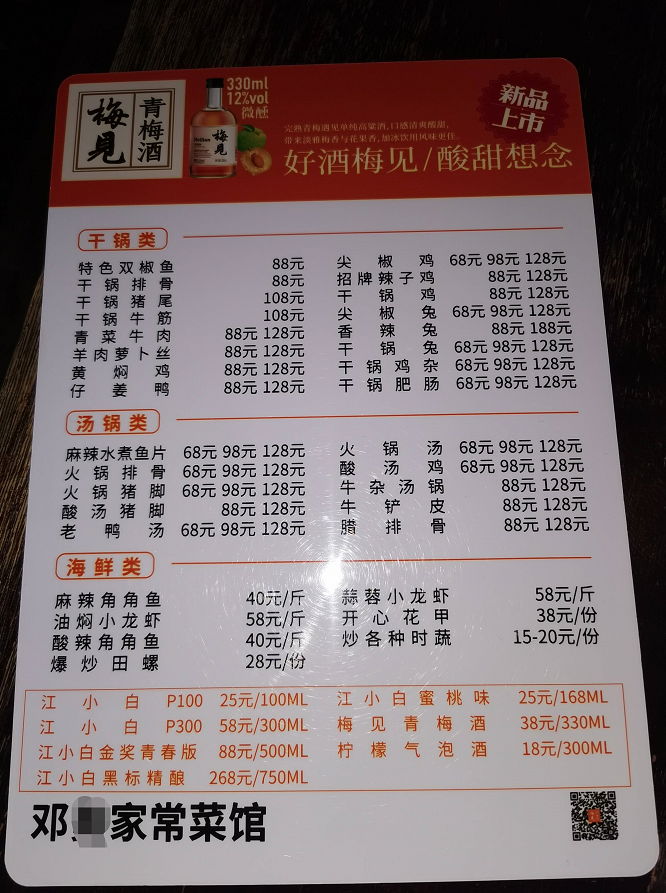 梅見
青梅酒
330ml
12%vol
微醺
梅見
新品
上市
完熟青梅遇见单纯高粱酒,口感清爽酸甜,
带来淡雅梅香与花果香,加冰饮用风味更佳.
好酒梅见/酸甜想念
干锅类
特色双椒鱼 88元
干锅排骨 88元
干锅猪尾 108元
干锅牛筋 108元
青菜牛肉 88元 128元
羊肉萝卜丝 88元 128元
黄焖鸡 88元 128元
仔姜鸭 88元 128元
尖椒鸡 68元 98元 128元
招牌辣子鸡 88元 128元
干锅鸡 88元 128元
尖椒兔 68元 98元 128元
香辣兔 88元 188元
干锅兔 68元 98元 128元
干锅鸡杂 68元 98元 128元
干锅肥肠 68元 98元 128元
汤锅类
麻辣水煮鱼片 68元 98元 128元
火锅排骨 68元 98元 128元
火锅猪脚 68元 98元 128元
酸汤猪脚 88元 128元
老鸭汤 68元 98元 128元
火锅汤 68元 98元 128元
酸汤鸡 68元 98元 128元
牛杂汤锅 88元 128元
牛铲皮 88元 128元
腊排骨 88元 128元
海鲜类
麻辣角角鱼 40元/斤
油焖小龙虾 58元/斤
酸辣角角鱼 40元/斤
爆炒田螺 28元/份
蒜蓉小龙虾 58元/斤
开心花甲 38元/份
炒各种时蔬 15-20元/份
江小白 P100 25元/100ML
江小白 P300 58元/300ML
江小白金奖青春版 88元/500ML
江小白黑标精酿 268元/750ML
江小白蜜桃味 25元/168ML
梅见青梅酒 38元/330ML
柠檬气泡酒 18元/300ML
邓 家常菜馆